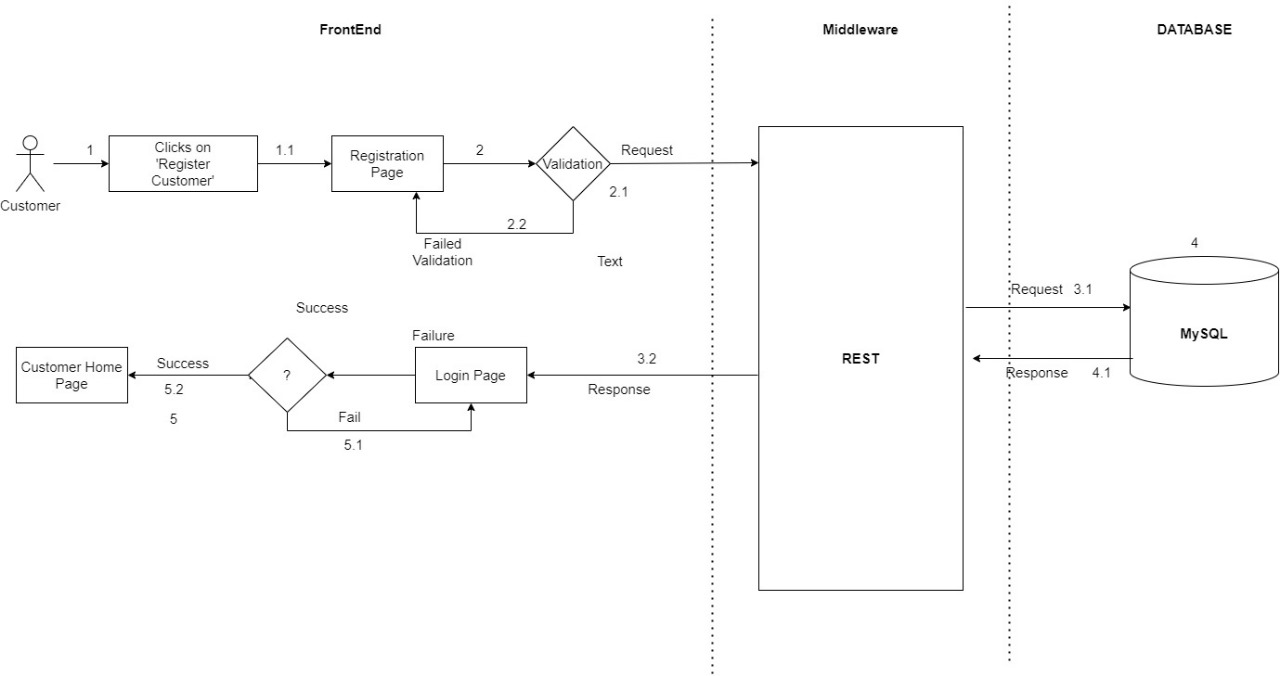 FrontEnd
Middleware
DATABASE
1
Clicks on
'Register
Customer'
1.1
Registration
Page
2
Validation
Request
2.1
Customer
2.2
Failed
Validation
Text
4
Request 3.1
MySQL
Response 4.1
REST
Success
Failure
3.2
Response
Login Page
?
Success
5.2
5
Customer Home
Page
Fail
5.1